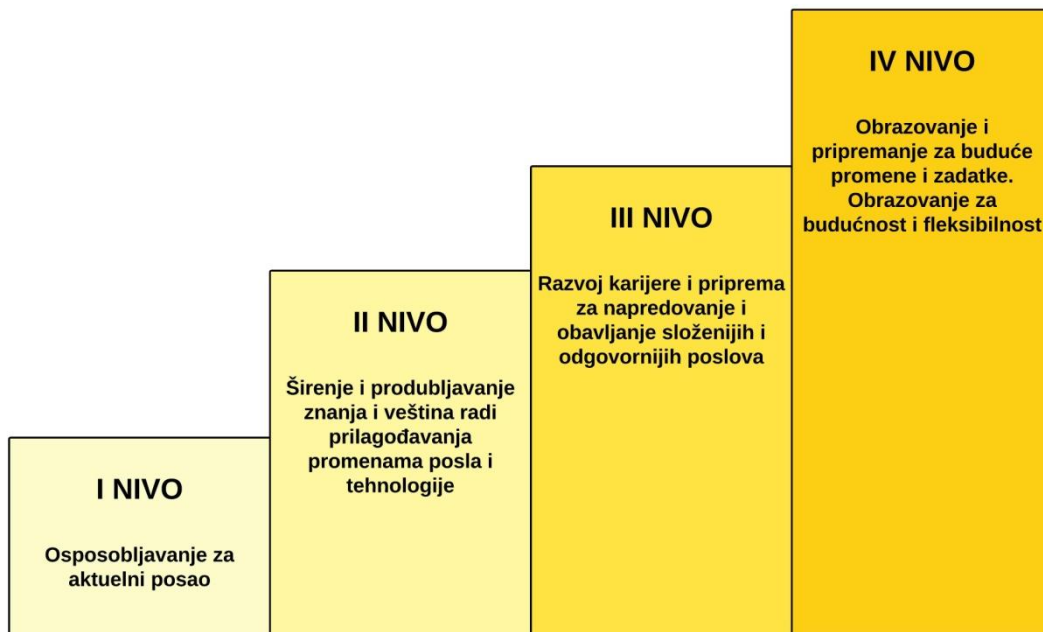 I NIVO
Osposobljavanje za
aktuelni posao
II NIVO
Širenje i produbljavanje
znanja i veština radi
prilagođavanja
promenama posla i
tehnologije
III NIVO
Razvoj karijere i priprema
za napredovanje i
obavljanje složenijih i
odgovornijih poslova
IV NIVO
Obrazovanje i
pripremanje za buduće
promene i zadatke.
Obrazovanje za
budućnost i fleksibilnost